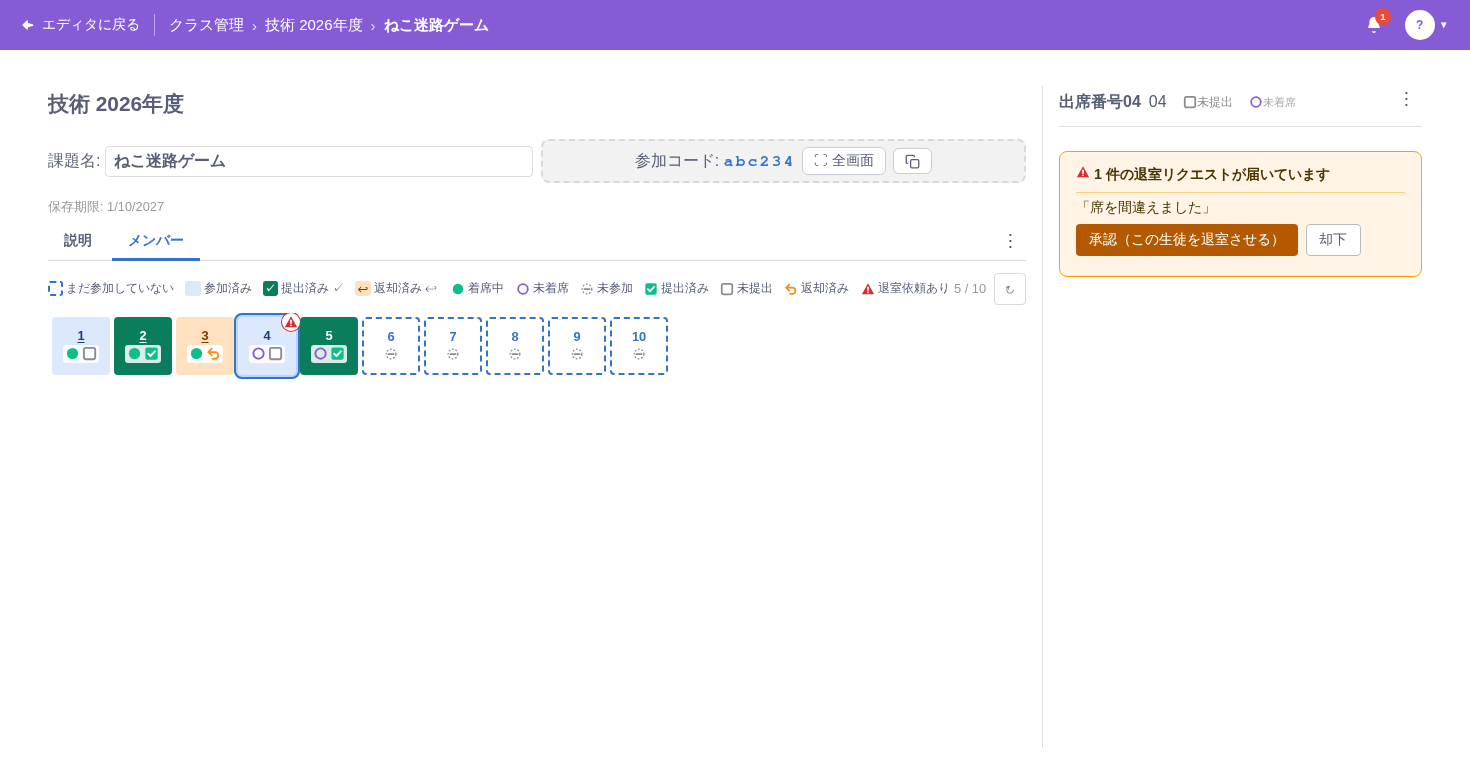 エディタに戻る クラス管理 › 技術 2026年度 › ねこ迷路ゲーム 1 ? ▼
技術 2026年度
課題名: ねこ迷路ゲーム 参加コード: abc234 全画面
保存期限: 1/10/2027
説明 メンバー
まだ参加していない 参加済み ✓ 提出済み ✓ ↩ 返却済み ↩ 着席中 未着席 未参加 提出済み 未提出 返却済み 退室依頼あり 5 / 10
1 2 3 4 5 6 7 8 9 10
出席番号04 04 未提出 未着席
1 件の退室リクエストが届いています
「席を間違えました」
承認（この生徒を退室させる） 却下